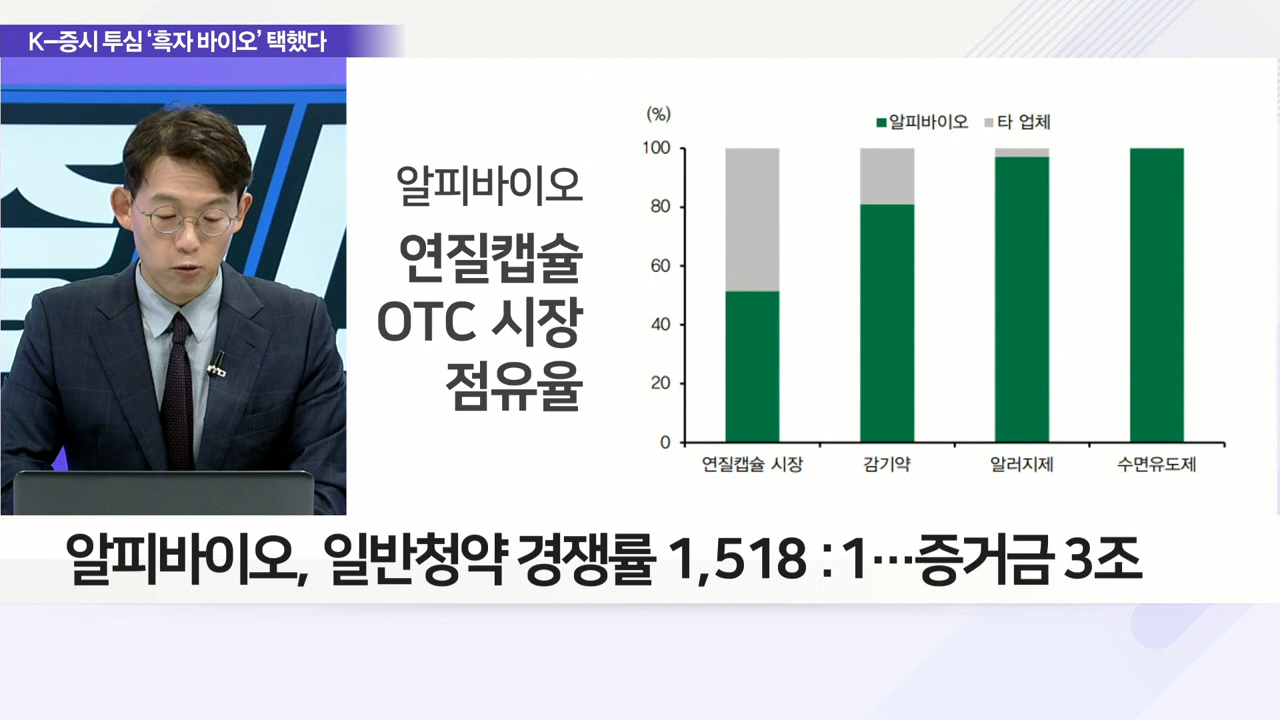 K-증시 투심 ‘흑자 바이오’ 택했다
알피바이오
연질캡슐
OTC 시장
점유율
(%)
알피바이오 타 업체
100
80
60
40
20
0
연질캡슐 시장 감기약 알러지제 수면유도제
알피바이오, 일반청약 경쟁률 1,518 : 1…증거금 3조